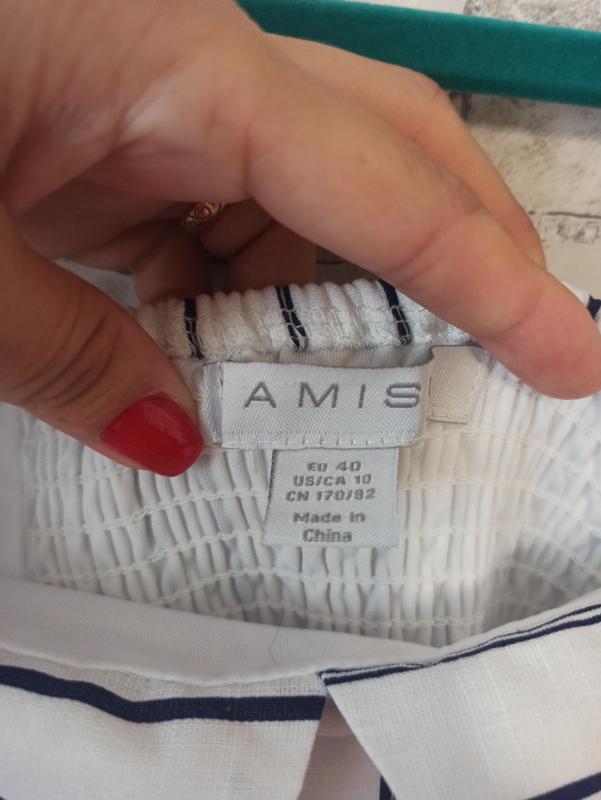 AMIS
EU 40
US/CA 10
CN 170/92
Made in
China